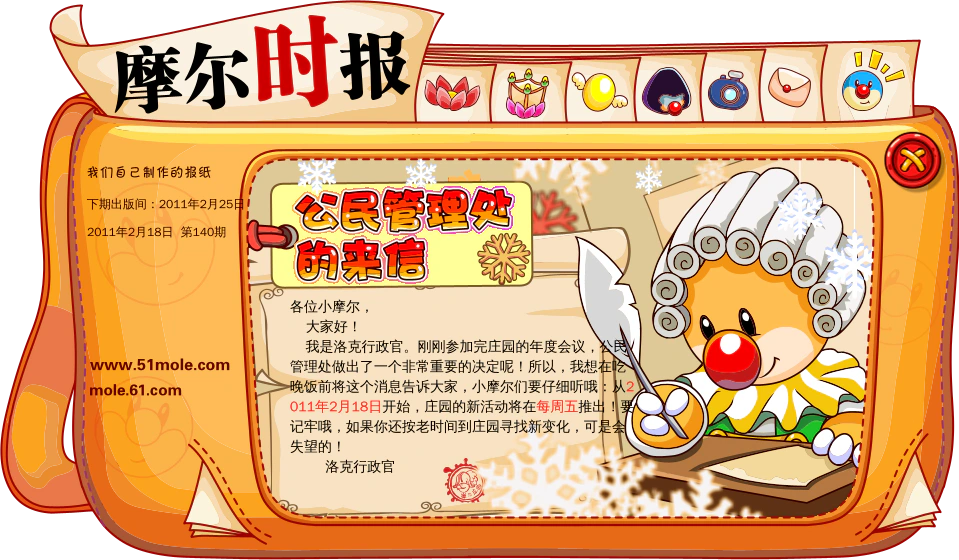 摩尔时报
我们自己制作的报纸
下期出版间：2011年2月25日
2011年2月18日 第140期
www.51mole.com
mole.61.com
公民管理处
的来信
各位小摩尔，
大家好！
我是洛克行政官。刚刚参加完庄园的年度会议，公民
管理处做出了一个非常重要的决定呢！所以，我想在吃
晚饭前将这个消息告诉大家，小摩尔们要仔细听哦：从2
011年2月18日开始，庄园的新活动将在每周五推出！要
记牢哦，如果你还按老时间到庄园寻找新变化，可是会
失望的！
洛克行政官